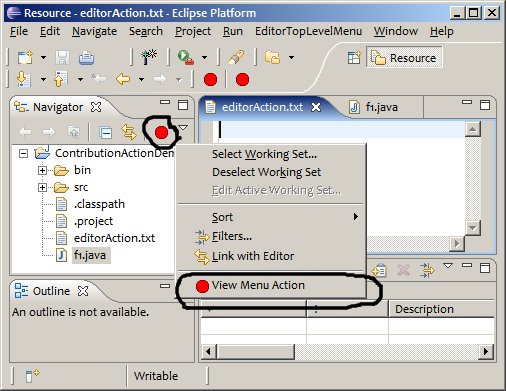 Resource - editorAction.txt - Eclipse Platform
File Edit Navigate Search Project Run EditorTopLevelMenu Window Help
Resource
Navigator
editorAction.txt
f1.java
ContributionActionDem
bin
src
.classpath
.project
editorAction.txt
f1.java
Select Working Set...
Deselect Working Set
Edit Active Working Set...
Sort
Filters...
Link with Editor
View Menu Action
Outline
An outline is not available.
!
Description
Writable